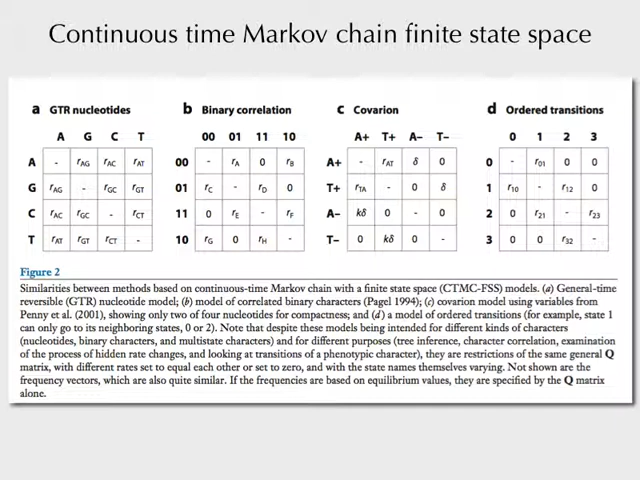 Continuous time Markov chain finite state space
a GTR nucleotides
A G C T
A - rAG rAC rAT
G rAG - rGC rGT
C rAC rGC - rCT
T rAT rGT rCT -
b Binary correlation
00 01 11 10
00 - rA 0 rB
01 rC - rD 0
11 0 rE - rF
10 rG 0 rH -
c Covarion
A+ T+ A– T–
A+ - rAT δ 0
T+ rTA - 0 δ
A– kδ 0 - 0
T– 0 kδ 0 -
d Ordered transitions
0 1 2 3
0 - r01 0 0
1 r10 - r12 0
2 0 r21 - r23
3 0 0 r32 -
Figure 2
Similarities between methods based on continuous-time Markov chain with a finite state space (CTMC-FSS) models. (a) General-time
reversible (GTR) nucleotide model; (b) model of correlated binary characters (Pagel 1994); (c) covarion model using variables from
Penny et al. (2001), showing only two of four nucleotides for compactness; and (d) a model of ordered transitions (for example, state 1
can only go to its neighboring states, 0 or 2). Note that despite these models being intended for different kinds of characters
(nucleotides, binary characters, and multistate characters) and for different purposes (tree inference, character correlation, examination
of the process of hidden rate changes, and looking at transitions of a phenotypic character), they are restrictions of the same general Q
matrix, with different rates set to equal each other or set to zero, and with the state names themselves varying. Not shown are the
frequency vectors, which are also quite similar. If the frequencies are based on equilibrium values, they are specified by the Q matrix
alone.